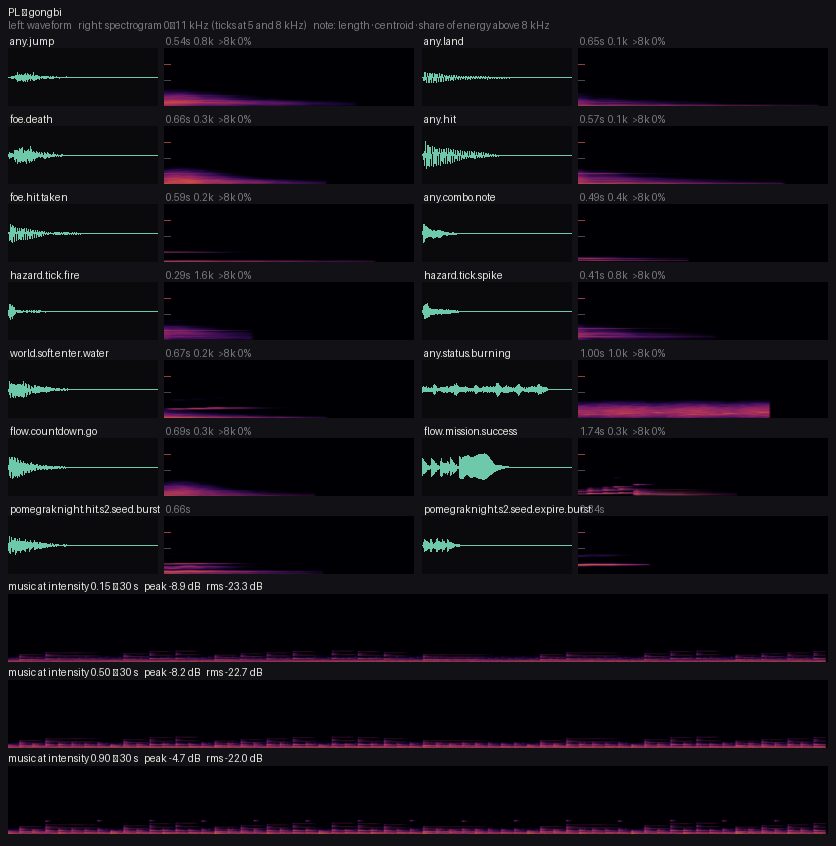 PL gongbi
left: waveform right: spectrogram 0 11 kHz (ticks at 5 and 8 kHz) note: length · centroid · share of energy above 8 kHz
any.jump 0.54s 0.8k >8k 0% any.land 0.65s 0.1k >8k 0%
foe.death 0.66s 0.3k >8k 0% any.hit 0.57s 0.1k >8k 0%
foe.hit.taken 0.59s 0.2k >8k 0% any.combo.note 0.49s 0.4k >8k 0%
hazard.tick.fire 0.29s 1.6k >8k 0% hazard.tick.spike 0.41s 0.8k >8k 0%
world.soft.enter.water 0.67s 0.2k >8k 0% any.status.burning 1.00s 1.0k >8k 0%
flow.countdown.go 0.69s 0.3k >8k 0% flow.mission.success 1.74s 0.3k >8k 0%
pomegraknight.hit.s2.seed.burst 0.66s pomegraknight.s2.seed.expire.burst
music at intensity 0.15 30 s peak -8.9 dB rms -23.3 dB
music at intensity 0.50 30 s peak -8.2 dB rms -22.7 dB
music at intensity 0.90 30 s peak -4.7 dB rms -22.0 dB